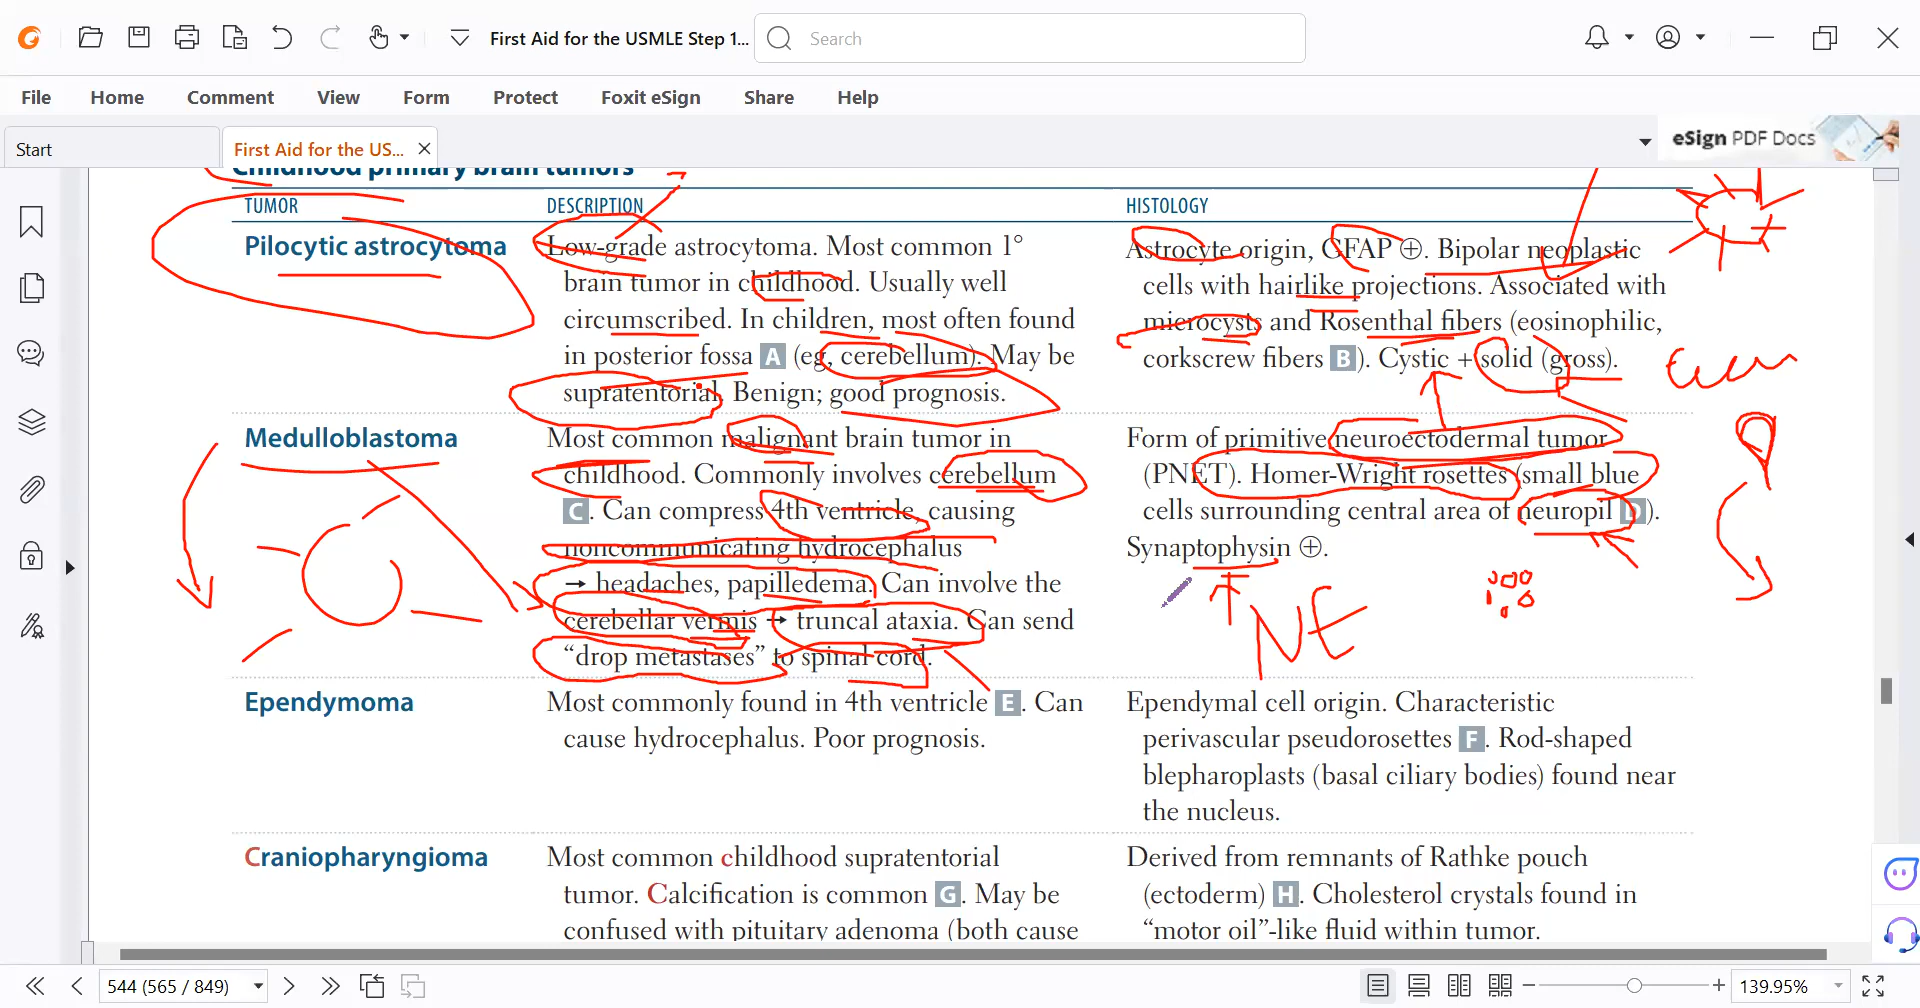 First Aid for the USMLE Step 1...
Search
File Home Comment View Form Protect Foxit eSign Share Help
Start
First Aid for the US...
eSign PDF Docs
Childhood primary brain tumors
TUMOR DESCRIPTION HISTOLOGY
Pilocytic astrocytoma
Low-grade astrocytoma. Most common 1°
brain tumor in childhood. Usually well
circumscribed. In children, most often found
in posterior fossa A (eg, cerebellum). May be
supratentorial. Benign; good prognosis.
Astrocyte origin, GFAP ⊕. Bipolar neoplastic
cells with hairlike projections. Associated with
microcysts and Rosenthal fibers (eosinophilic,
corkscrew fibers B). Cystic + solid (gross).
Medulloblastoma
Most common malignant brain tumor in
childhood. Commonly involves cerebellum
C. Can compress 4th ventricle, causing
noncommunicating hydrocephalus
→ headaches, papilledema. Can involve the
cerebellar vermis → truncal ataxia. Can send
“drop metastases” to spinal cord.
Form of primitive neuroectodermal tumor
(PNET). Homer-Wright rosettes (small blue
cells surrounding central area of neuropil D).
Synaptophysin ⊕.
NE
Ependymoma
Most commonly found in 4th ventricle E. Can
cause hydrocephalus. Poor prognosis.
Ependymal cell origin. Characteristic
perivascular pseudorosettes F. Rod-shaped
blepharoplasts (basal ciliary bodies) found near
the nucleus.
Craniopharyngioma
Most common childhood supratentorial
tumor. Calcification is common G. May be
confused with pituitary adenoma (both cause
Derived from remnants of Rathke pouch
(ectoderm) H. Cholesterol crystals found in
“motor oil”-like fluid within tumor.
544 (565 / 849)
139.95%